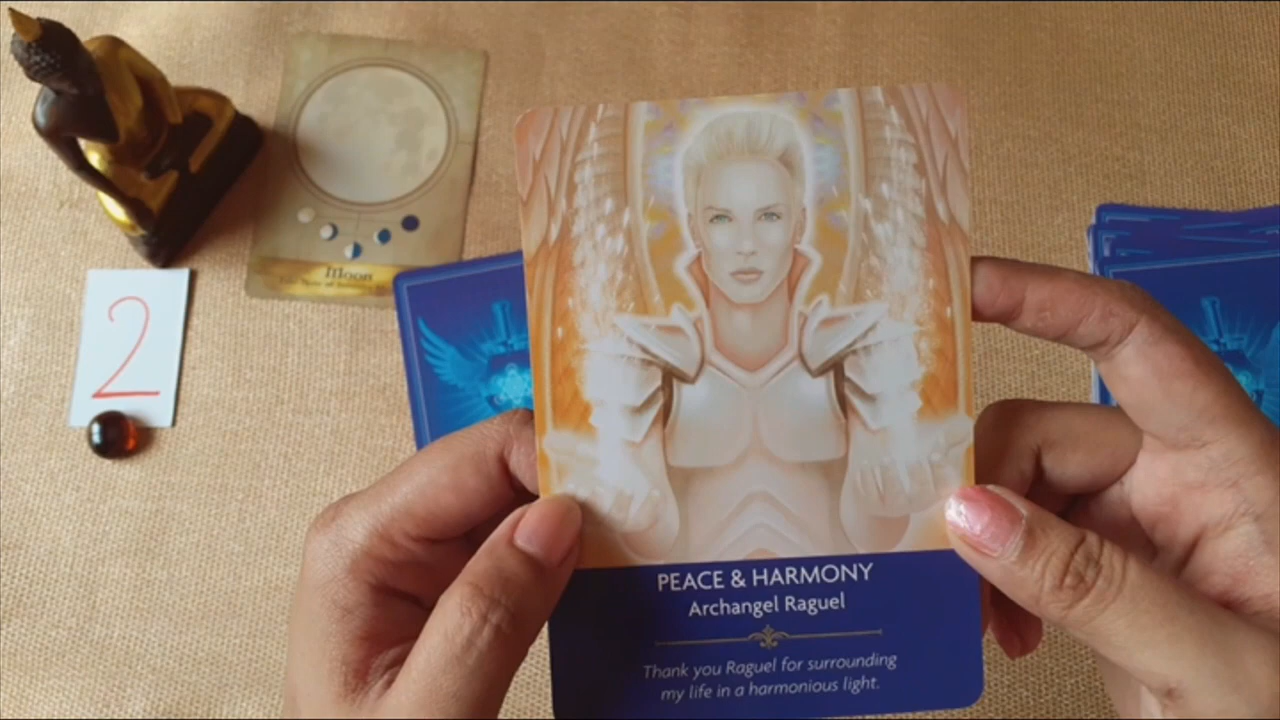 2
Moon
PEACE & HARMONY
Archangel Raguel
Thank you Raguel for surrounding
my life in a harmonious light.